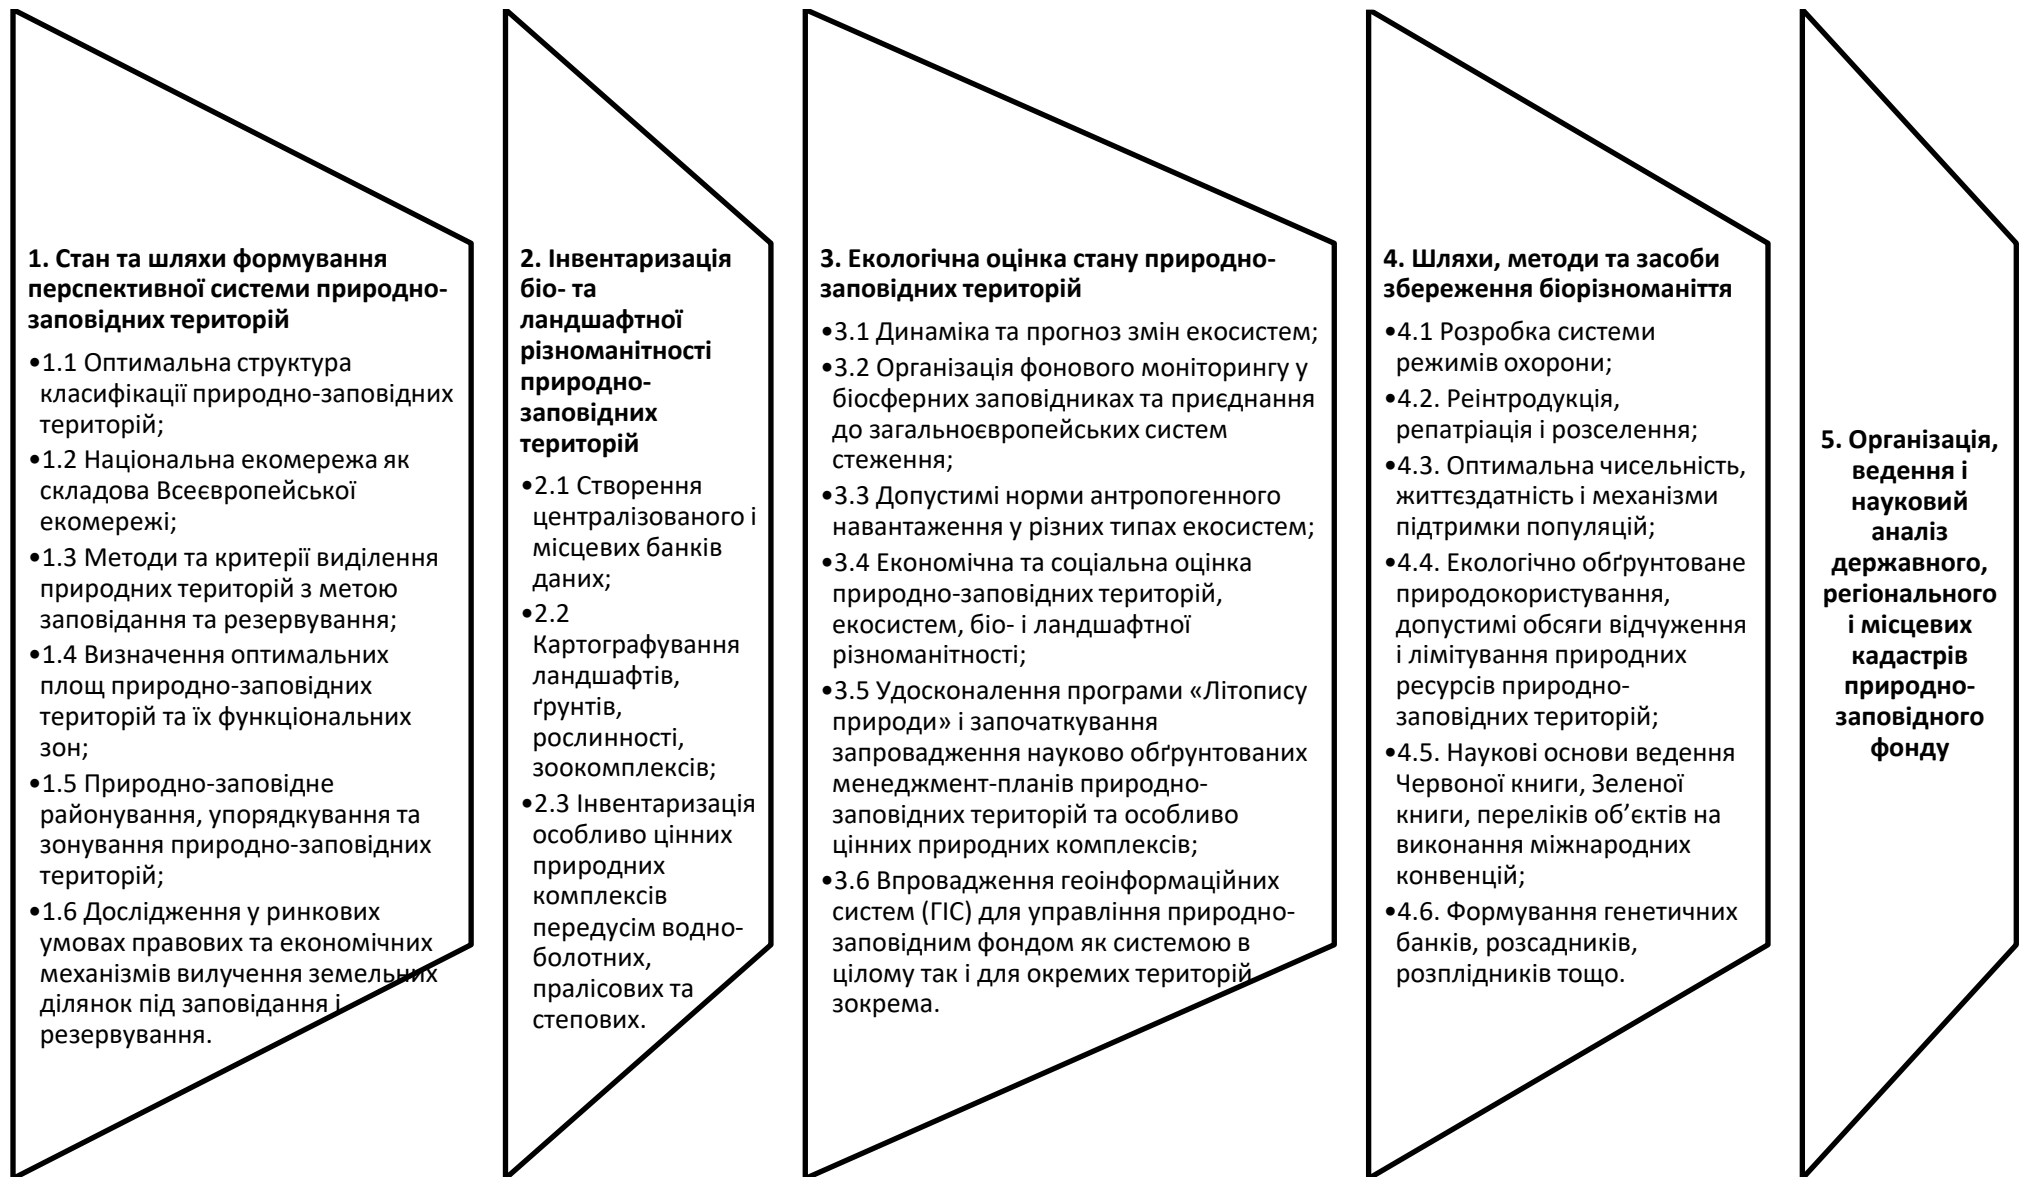 1. Стан та шляхи формування
перспективної системи природно-
заповідних територій
•1.1 Оптимальна структура
класифікації природно-заповідних
територій;
•1.2 Національна екомережа як
складова Всеєвропейської
екомережі;
•1.3 Методи та критерії виділення
природних територій з метою
заповідання та резервування;
•1.4 Визначення оптимальних
площ природно-заповідних
територій та їх функціональних
зон;
•1.5 Природно-заповідне
районування, упорядкування та
зонування природно-заповідних
територій;
•1.6 Дослідження у ринкових
умовах правових та економічних
механізмів вилучення земельних
ділянок під заповідання і
резервування.
2. Інвентаризація
біо- та
ландшафтної
різноманітності
природно-
заповідних
територій
•2.1 Створення
централізованого і
місцевих банків
даних;
•2.2
Картографування
ландшафтів,
ґрунтів,
рослинності,
зоокомплексів;
•2.3 Інвентаризація
особливо цінних
природних
комплексів
передусім водно-
болотних,
пралісових та
степових.
3. Екологічна оцінка стану природно-
заповідних територій
•3.1 Динаміка та прогноз змін екосистем;
•3.2 Організація фонового моніторингу у
біосферних заповідниках та приєднання
до загальноєвропейських систем
стеження;
•3.3 Допустимі норми антропогенного
навантаження у різних типах екосистем;
•3.4 Економічна та соціальна оцінка
природно-заповідних територій,
екосистем, біо- і ландшафтної
різноманітності;
•3.5 Удосконалення програми «Літопису
природи» і започаткування
запровадження науково обґрунтованих
менеджмент-планів природно-
заповідних територій та особливо
цінних природних комплексів;
•3.6 Впровадження геоінформаційних
систем (ГІС) для управління природно-
заповідним фондом як системою в
цілому так і для окремих територій
зокрема.
4. Шляхи, методи та засоби
збереження біорізноманіття
•4.1 Розробка системи
режимів охорони;
•4.2. Реінтродукція,
репатріація і розселення;
•4.3. Оптимальна чисельність,
життєздатність і механізми
підтримки популяцій;
•4.4. Екологічно обґрунтоване
природокористування,
допустимі обсяги відчуження
і лімітування природних
ресурсів природно-
заповідних територій;
•4.5. Наукові основи ведення
Червоної книги, Зеленої
книги, переліків об’єктів на
виконання міжнародних
конвенцій;
•4.6. Формування генетичних
банків, розсадників,
розплідників тощо.
5. Організація,
ведення і
науковий
аналіз
державного,
регіонального
і місцевих
кадастрів
природно-
заповідного
фонду